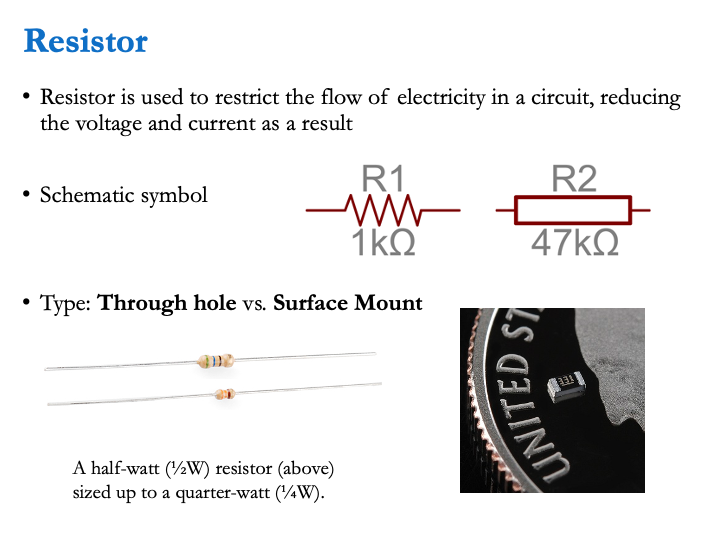 Resistor
• Resistor is used to restrict the flow of electricity in a circuit, reducing
the voltage and current as a result
• Schematic symbol
R1
1kΩ
R2
47kΩ
• Type: Through hole vs. Surface Mount
UNITED ST
331
A half-watt (½W) resistor (above)
sized up to a quarter-watt (¼W).